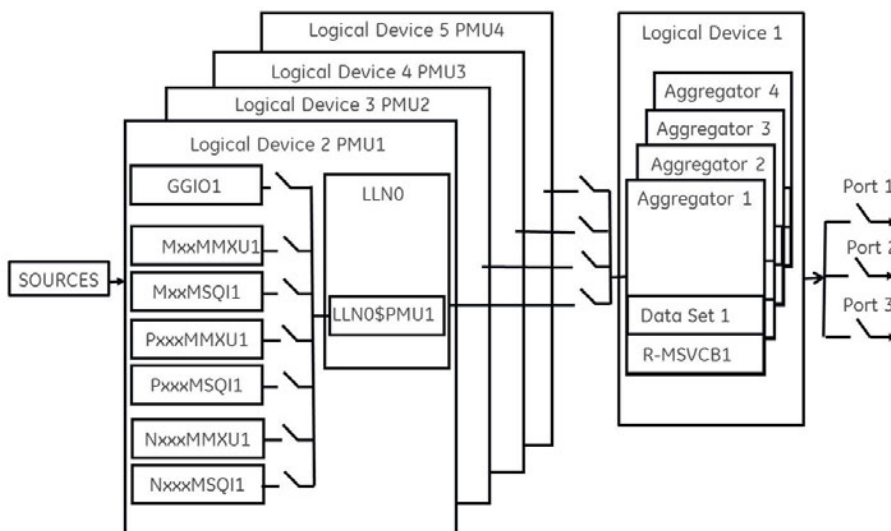 Logical Device 5 PMU4
Logical Device 4 PMU3
Logical Device 3 PMU2
Logical Device 2 PMU1
GGIO1
MxxMMXU1
MxxMSQI1
PxxxMMXU1
PxxxMSQI1
NxxxMMXU1
NxxxMSQI1
SOURCES
LLN0
LLN0$PMU1
Logical Device 1
Aggregator 4
Aggregator 3
Aggregator 2
Aggregator 1
Data Set 1
R-MSVCB1
Port 1
Port 2
Port 3